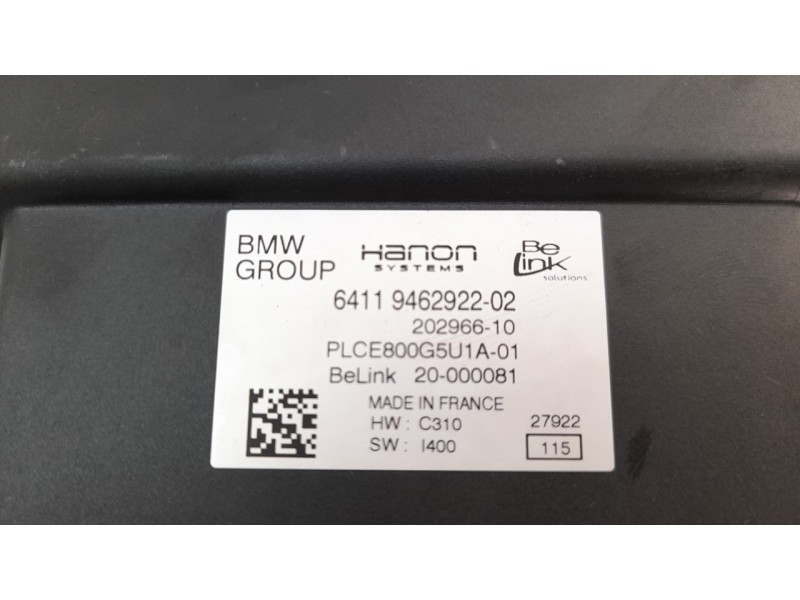 BMW GROUP
Hanon SYSTEMS
Be Link solutions
6411 9462922-02
202966-10
PLCE800G5U1A-01
BeLink 20-000081
MADE IN FRANCE
HW : C310
27922
SW : I400
115